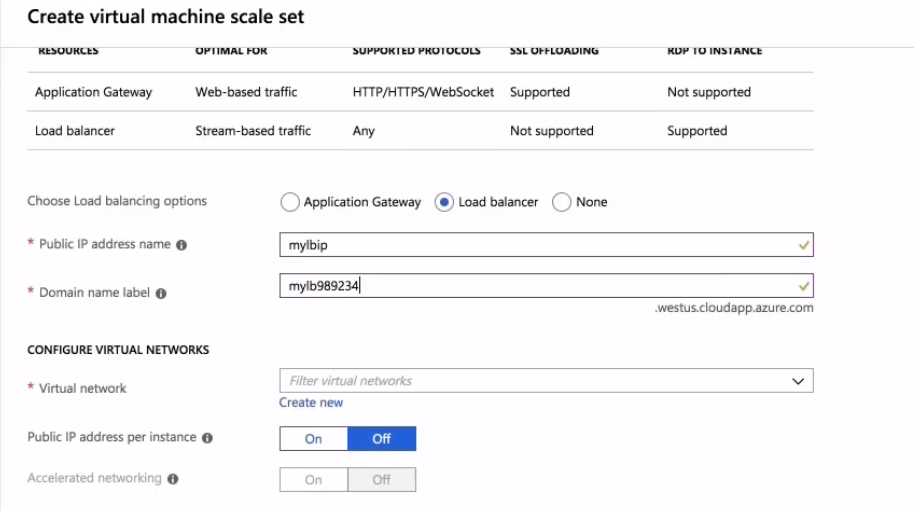 Create virtual machine scale set
RESOURCES OPTIMAL FOR SUPPORTED PROTOCOLS SSL OFFLOADING RDP TO INSTANCE
Application Gateway Web-based traffic HTTP/HTTPS/WebSocket Supported Not supported
Load balancer Stream-based traffic Any Not supported Supported
Choose Load balancing options Application Gateway Load balancer None
* Public IP address name mylbip
* Domain name label mylb989234
.westus.cloudapp.azure.com
CONFIGURE VIRTUAL NETWORKS
* Virtual network Filter virtual networks
Create new
Public IP address per instance On Off
Accelerated networking On Off